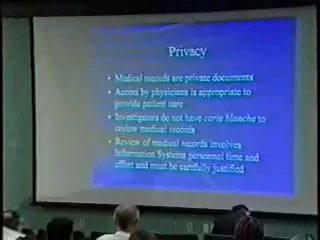 Privacy
• Medical records are private documents
• Access by physicians is appropriate to
provide patient care
• Investigators do not have corte blanche to
review medical records
• Review of medical records involves
Information Systems personnel time and
effort and must be carefully justified